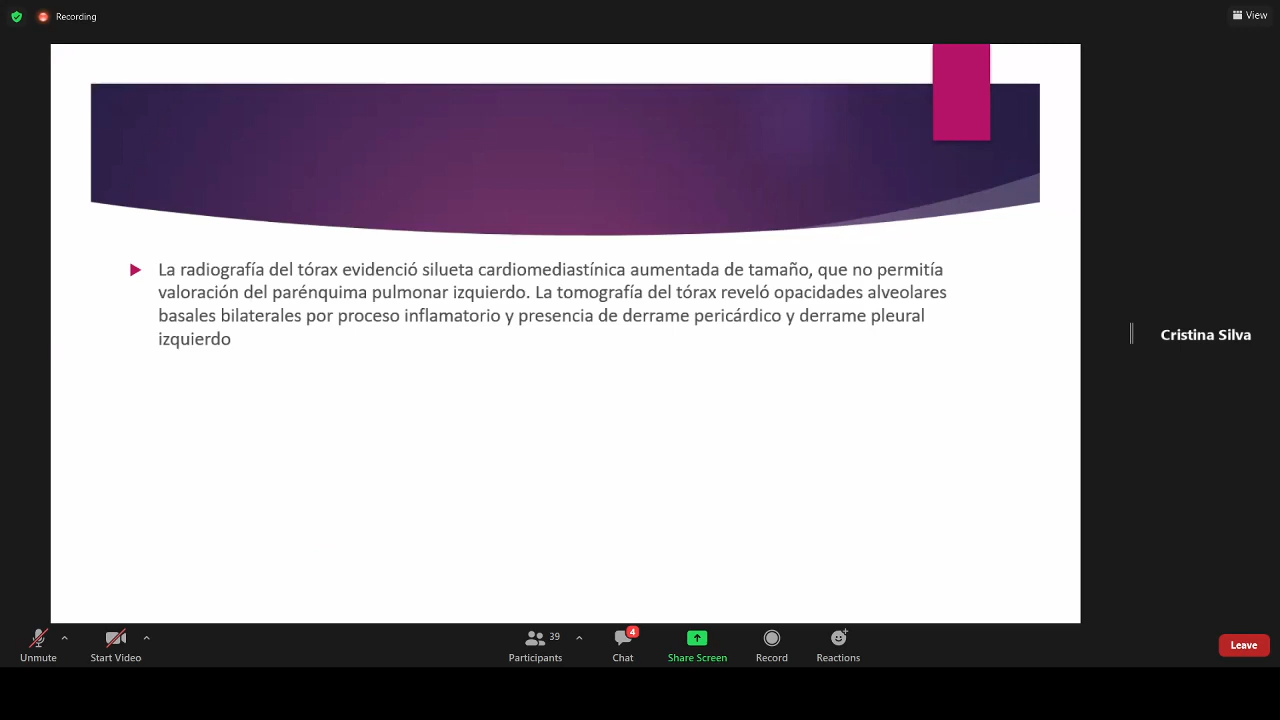 Recording
View
La radiografía del tórax evidenció silueta cardiomediastínica aumentada de tamaño, que no permitía
valoración del parénquima pulmonar izquierdo. La tomografía del tórax reveló opacidades alveolares
basales bilaterales por proceso inflamatorio y presencia de derrame pericárdico y derrame pleural
izquierdo
Cristina Silva
39
4
Unmute
Start Video
Participants
Chat
Share Screen
Record
Reactions
Leave